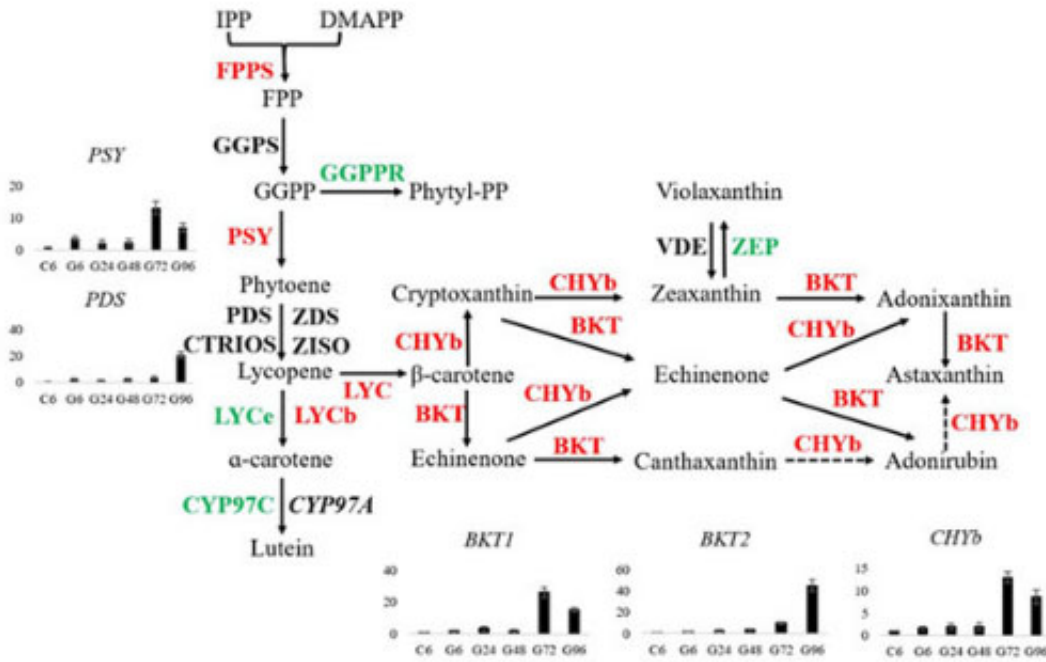 IPP DMAPP
FPPS
FPP
GGPS
PSY
GGPPR
20
10
0
C6 G6 G24 G48 G72 G96
GGPP Phytyl-PP
Violaxanthin
PSY
VDE ZEP
Phytoene
Cryptoxanthin CHYb Zeaxanthin BKT Adonixanthin
PDS
40
20
0
C6 G6 G24 G48 G72 G96
PDS ZDS
CTRIOS ZISO
CHYb BKT CHYb BKT
Lycopene LYC β-carotene Echinenone Astaxanthin
LYCe LYCb
BKT CHYb BKT CHYb
α-carotene Echinenone BKT Canthaxanthin CHYb Adonirubin
CYP97C CYP97A
Lutein
BKT1
40
20
0
C6 G6 G24 G48 G72 G96
BKT2
60
40
20
0
C6 G6 G24 G48 G72 G96
CHYb
15
10
5
0
C6 G6 G24 G48 G72 G96